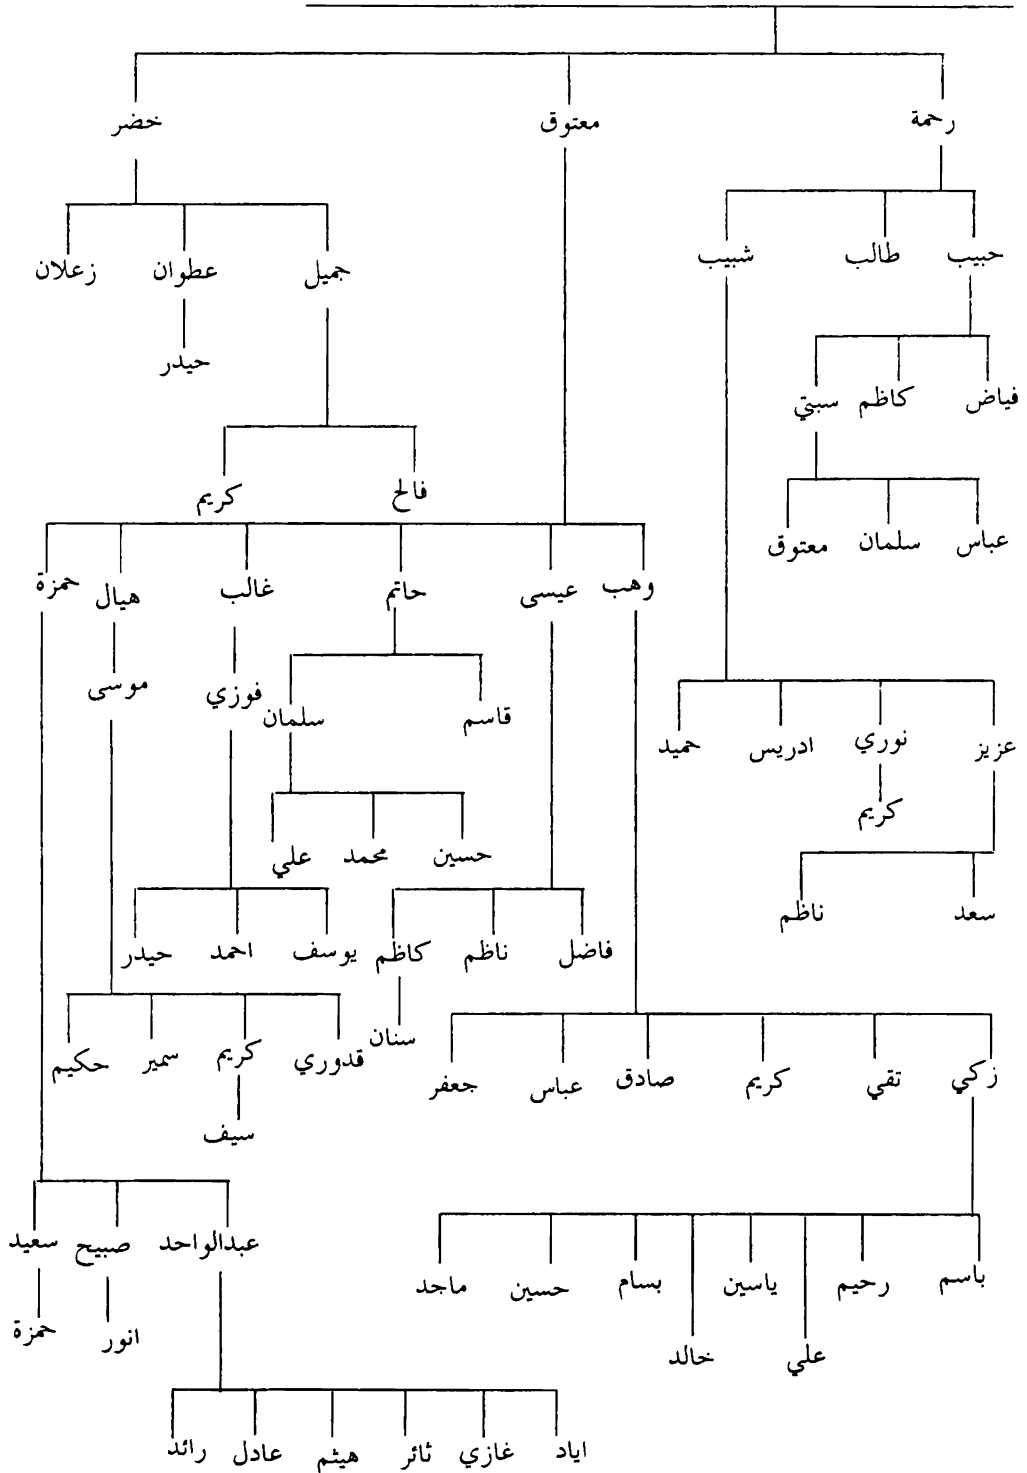 رحمة معتوق خضر
حبيب طالب شبيب جميل عطوان زعلان
حيدر
فياض كاظم سبتي
فالح كريم
عباس سلمان معتوق
وهب عيسى حاتم غالب هيال حمزة
قاسم سلمان فوزي موسى
عزيز نوري ادريس حميد
كريم
حسين محمد علي
سعد ناظم
فاضل ناظم كاظم يوسف احمد حيدر
سنان قدوري كريم سمير حكيم
زكي تقي كريم صادق عباس جعفر
سيف
عبدالواحد صبيح سعيد
باسم رحيم ياسين بسام حسين ماجد
انور حمزة
علي خالد
اياد غازي ثائر هيثم عادل رائد